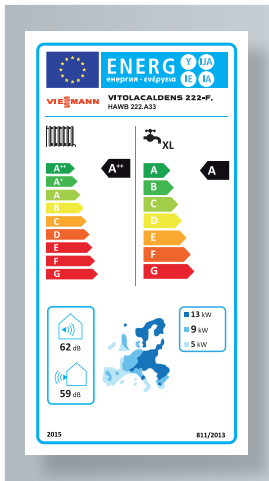 ENERG Y IJA
енергия · ενέργεια IE IA
VIESMANN VITOLACALDENS 222-F,
HAWB 222.A33
XL
A++ A++ A A
A+ B
A C
B D
C E
D F
E G
F
G
62 dB
59 dB
13 kW
9 kW
5 kW
2015 811/2013